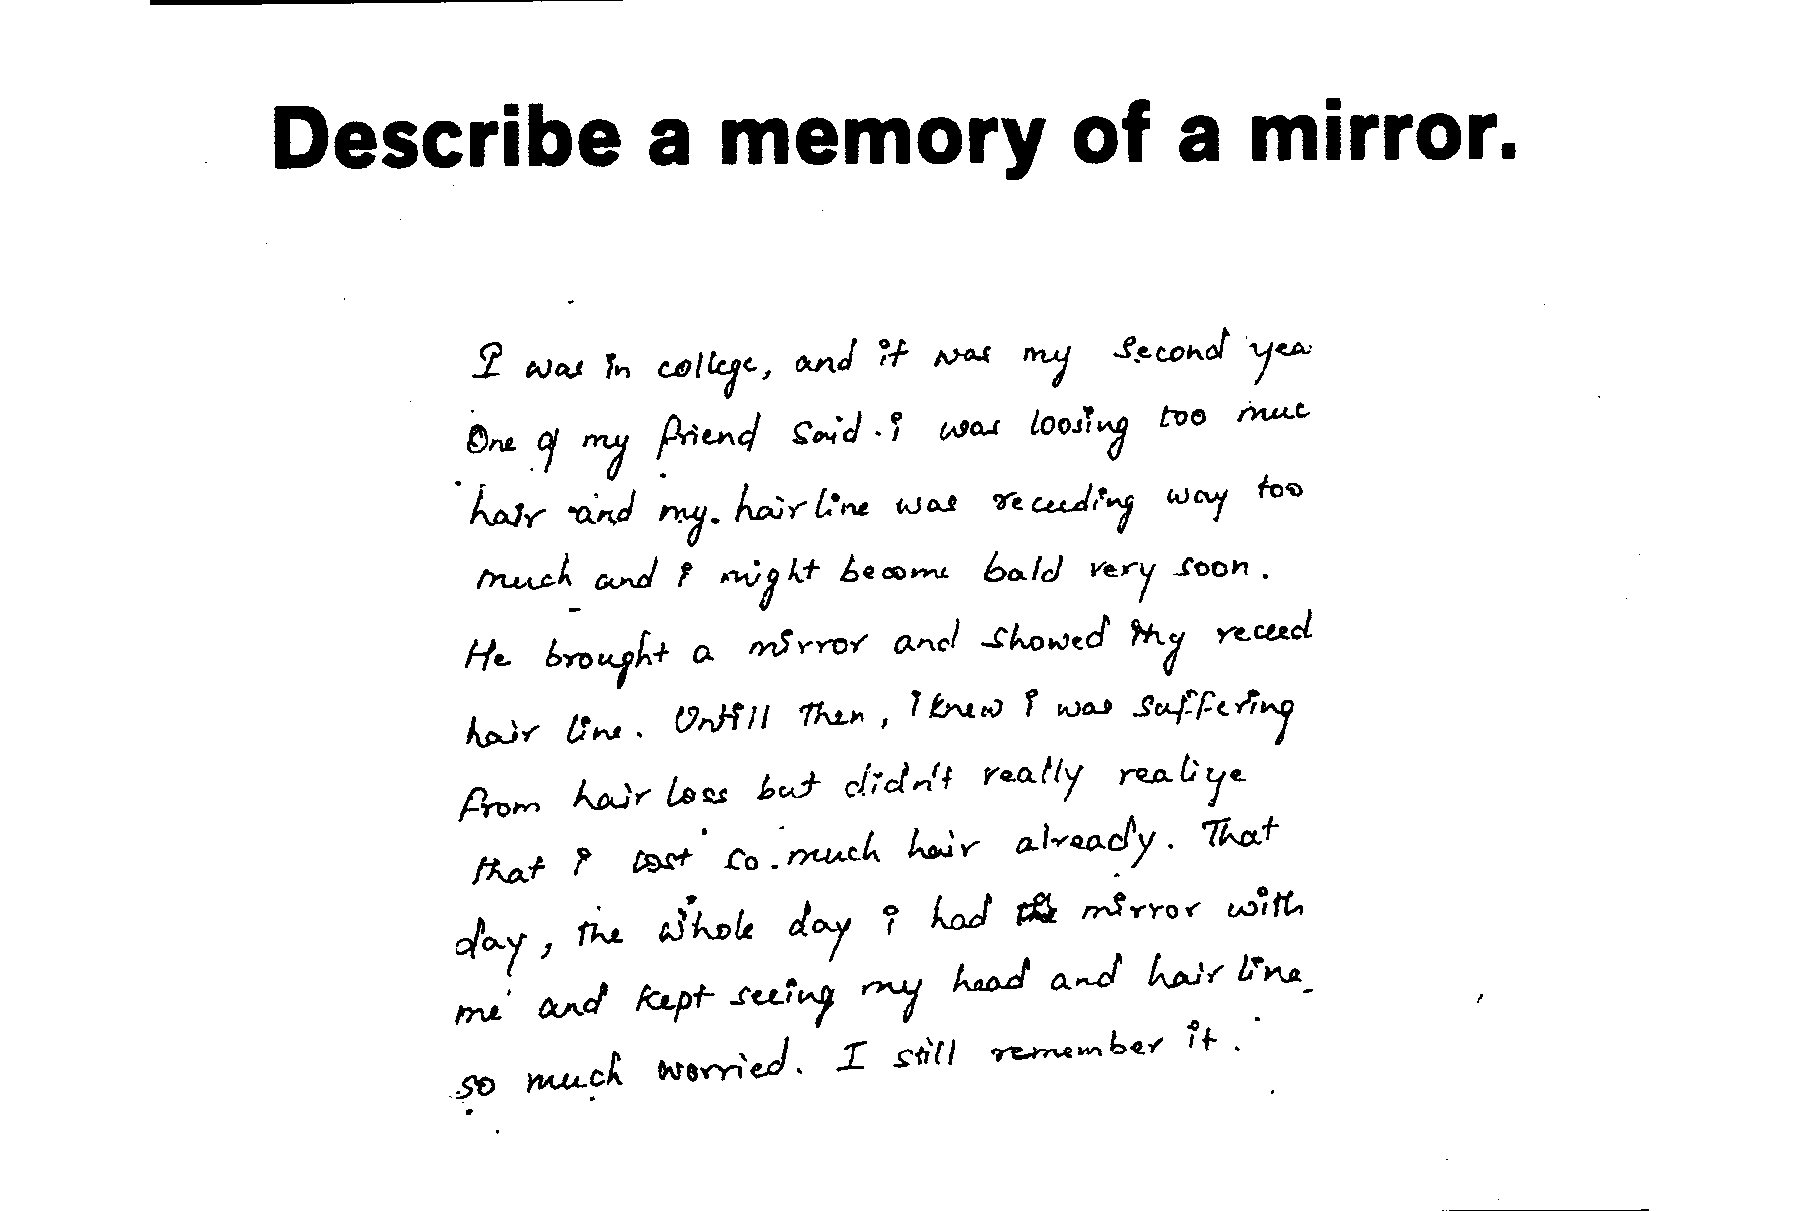 Describe a memory of a mirror.
I was in college, and it was my second yea
One of my friend said i was loosing too muc
hair and my hairline was receeding way too
much and i might become bald very soon.
He brought a mirror and showed my receed
hair line. Untill then, i knew i was suffering
from hair loss but didn't really realize
that i lost so much hair already. That
day, the whole day i had the mirror with
me and kept seeing my head and hair line
so much worried. I still remember it.